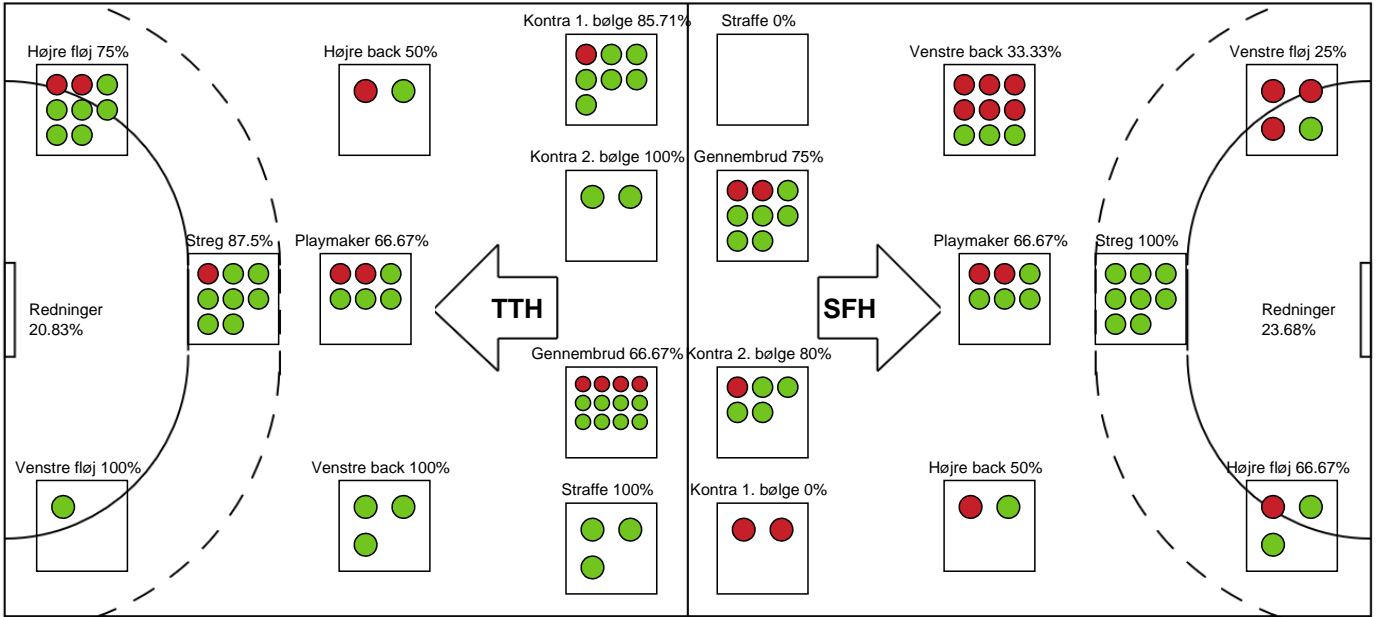 Kontra 1. bølge 85.71%
Straffe 0%
Højre fløj 75%
Højre back 50%
Venstre back 33.33%
Venstre fløj 25%
Kontra 2. bølge 100%
Gennembrud 75%
Streg 87.5%
Playmaker 66.67%
Playmaker 66.67%
Streg 100%
Redninger
20.83%
TTH
SFH
Redninger
23.68%
Gennembrud 66.67%
Kontra 2. bølge 80%
Venstre fløj 100%
Venstre back 100%
Straffe 100%
Kontra 1. bølge 0%
Højre back 50%
Højre fløj 66.67%